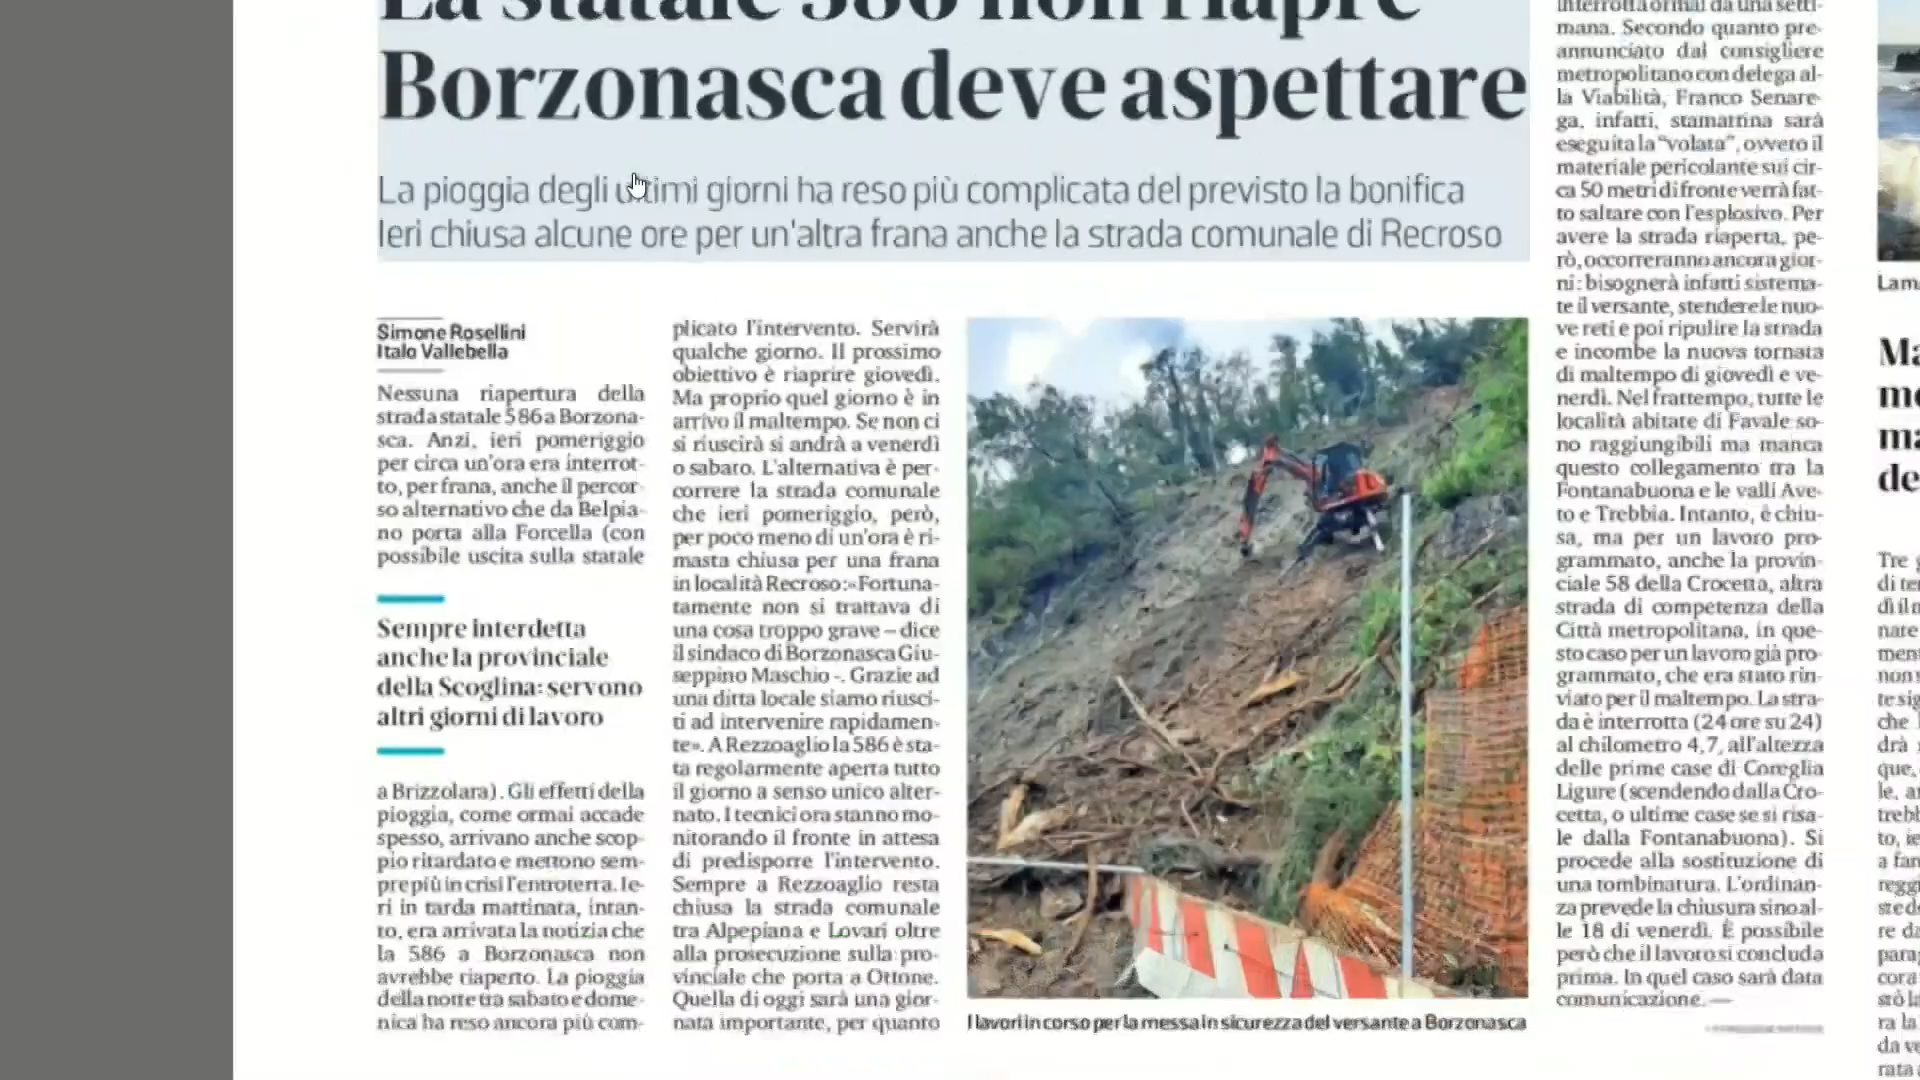 La statale 586 non riapre
Borzonasca deve aspettare
La pioggia degli ultimi giorni ha reso più complicata del previsto la bonifica
Ieri chiusa alcune ore per un'altra frana anche la strada comunale di Recroso
Simone Rosellini
Italo Vallebella
Nessuna riapertura della
strada statale 586 a Borzona-
sca. Anzi, ieri pomeriggio
per circa un'ora era interrot-
to, per frana, anche il percor-
so alternativo che da Belpia-
no porta alla Forcella (con
possibile uscita sulla statale
Sempre interdetta
anche la provinciale
della Scoglina: servono
altri giorni di lavoro
a Brizzolara). Gli effetti della
pioggia, come ormai accade
spesso, arrivano anche scop-
pio ritardato e mettono sem-
pre più in crisi l'entroterra. Ie-
ri in tarda mattinata, intan-
to, era arrivata la notizia che
la 586 a Borzonasca non
avrebbe riaperto. La pioggia
della notte tra sabato e dome-
nica ha reso ancora più com-
plicato l'intervento. Servirà
qualche giorno. Il prossimo
obiettivo è riaprire giovedì.
Ma proprio quel giorno è in
arrivo il maltempo. Se non ci
si riuscirà si andrà a venerdì
o sabato. L'alternativa è per-
correre la strada comunale
che ieri pomeriggio, però,
per poco meno di un'ora è ri-
masta chiusa per una frana
in località Recroso: «Fortuna-
tamente non si trattava di
una cosa troppo grave – dice
il sindaco di Borzonasca Giu-
seppino Maschio -. Grazie ad
una ditta locale siamo riusci-
ti ad intervenire rapidamen-
te». A Rezzoaglio la 586 è sta-
ta regolarmente aperta tutto
il giorno a senso unico alter-
nato. I tecnici ora stanno mo-
nitorando il fronte in attesa
di predisporre l'intervento.
Sempre a Rezzoaglio resta
chiusa la strada comunale
tra Alpepiana e Lovari oltre
alla prosecuzione sulla pro-
vinciale che porta a Ottone.
Quella di oggi sarà una gior-
nata importante, per quanto
I lavori in corso per la messa in sicurezza del versante a Borzonasca
interrotta ormai da una setti-
mana. Secondo quanto pre-
annunciato dal consigliere
metropolitano con delega al-
la Viabilità, Franco Senare-
ga, infatti, stamattina sarà
eseguita la "volata", ovvero il
materiale pericolante sui cir-
ca 50 metri di fronte verrà fat-
to saltare con l'esplosivo. Per
avere la strada riaperta, pe-
rò, occorreranno ancora gior-
ni: bisognerà infatti sistema-
te il versante, stendere le nuo-
ve reti e poi ripulire la strada
e incombe la nuova tornata
di maltempo di giovedì e ve-
nerdì. Nel frattempo, tutte le
località abitate di Favale so-
no raggiungibili ma manca
questo collegamento tra la
Fontanabuona e le valli Ave-
to e Trebbia. Intanto, è chiu-
sa, ma per un lavoro pro-
grammato, anche la provin-
ciale 58 della Crocetta, altra
strada di competenza della
Città metropolitana, in que-
sto caso per un lavoro già pro-
grammato, che era stato rin-
viato per il maltempo. La stra-
da è interrotta (24 ore su 24)
al chilometro 4,7, all'altezza
delle prime case di Coreglia
Ligure (scendendo dalla Cro-
cetta, o ultime case se si risa-
le dalla Fontanabuona). Si
procede alla sostituzione di
una tombinatura. L'ordinan-
za prevede la chiusura sino al-
le 18 di venerdì. È possibile
però che il lavoro si concluda
prima. In quel caso sarà data
comunicazione. —